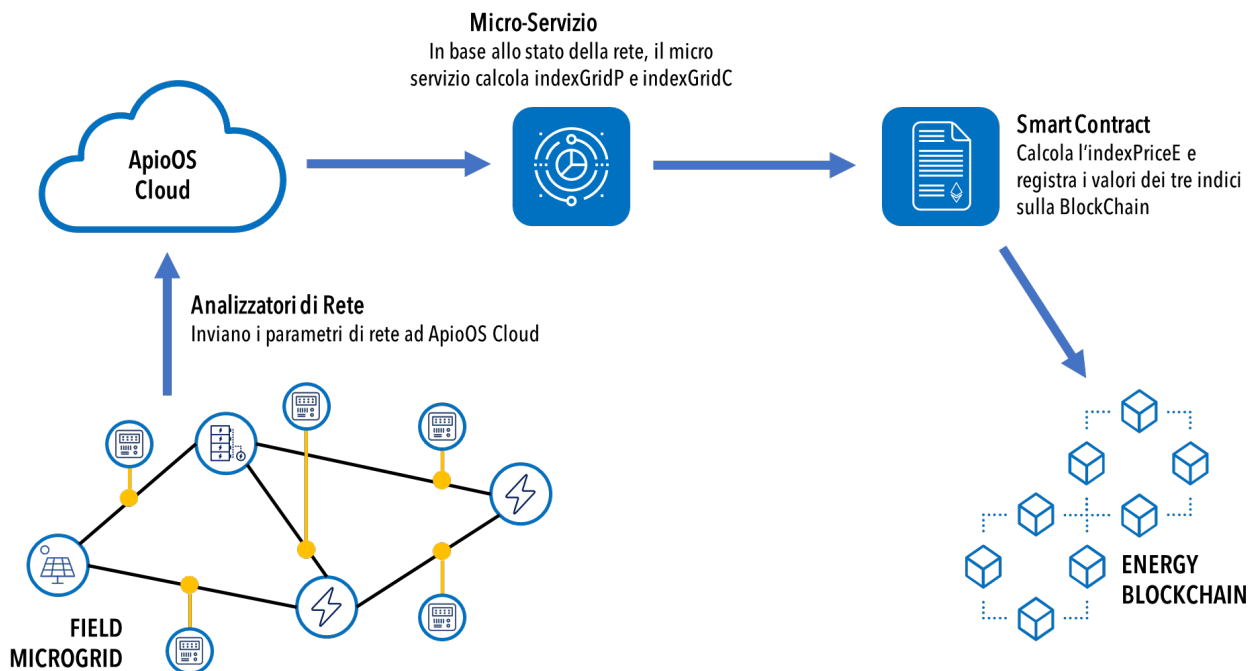 Micro-Servizio
In base allo stato della rete, il micro
servizio calcola indexGridP e indexGridC
ApioOS
Cloud
Smart Contract
Calcola l'indexPriceE e
registra i valori dei tre indici
sulla BlockChain
Analizzatori di Rete
Inviano i parametri di rete ad ApioOS Cloud
FIELD
MICROGRID
ENERGY
BLOCKCHAIN